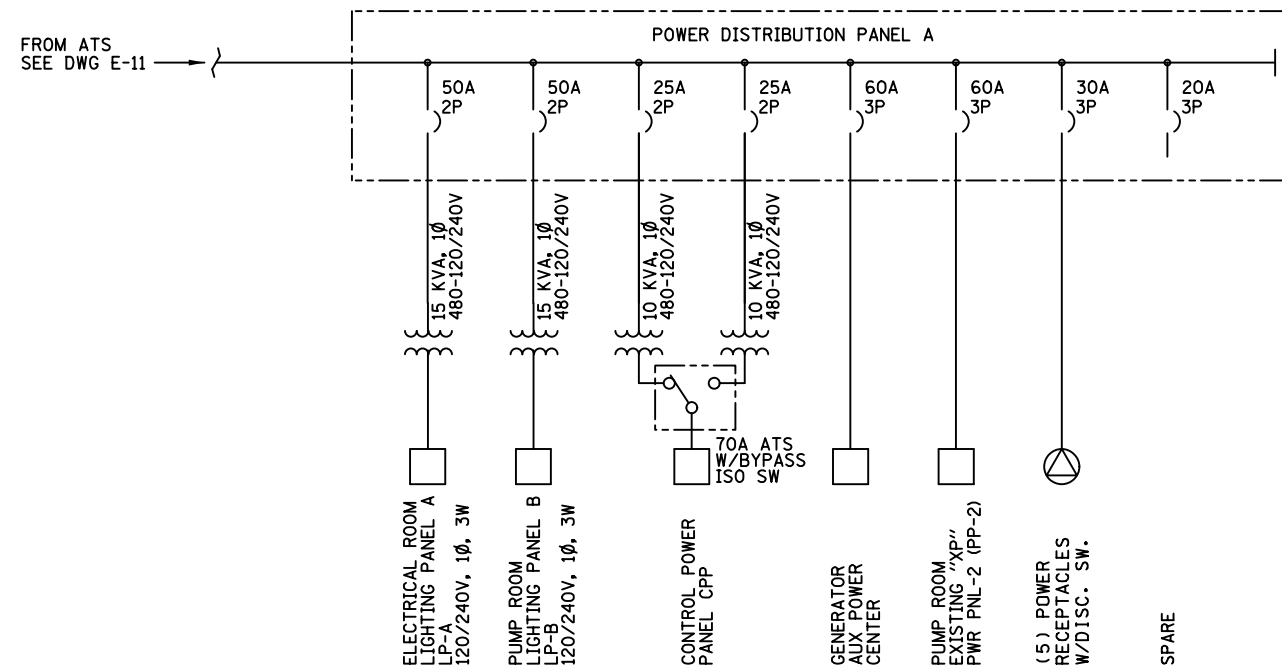 POWER DISTRIBUTION PANEL A
FROM ATS
SEE DWG E-11
50A
2P
50A
2P
25A
2P
25A
2P
60A
3P
60A
3P
30A
3P
20A
3P
15 KVA, 1Ø
480-120/240V
15 KVA, 1Ø
480-120/240V
10 KVA, 1Ø
480-120/240V
10 KVA, 1Ø
480-120/240V
70A ATS
W/BYPASS
ISO SW
ELECTRICAL ROOM
LIGHTING PANEL A
LP-A
120/240V, 1Ø, 3W
PUMP ROOM
LIGHTING PANEL B
LP-B
120/240V, 1Ø, 3W
CONTROL POWER
PANEL CPP
GENERATOR
AUX POWER
CENTER
PUMP ROOM
EXISTING "XP"
PWR PNL-2 (PP-2)
(5) POWER
RECEPTACLES
W/DISC. SW.
SPARE